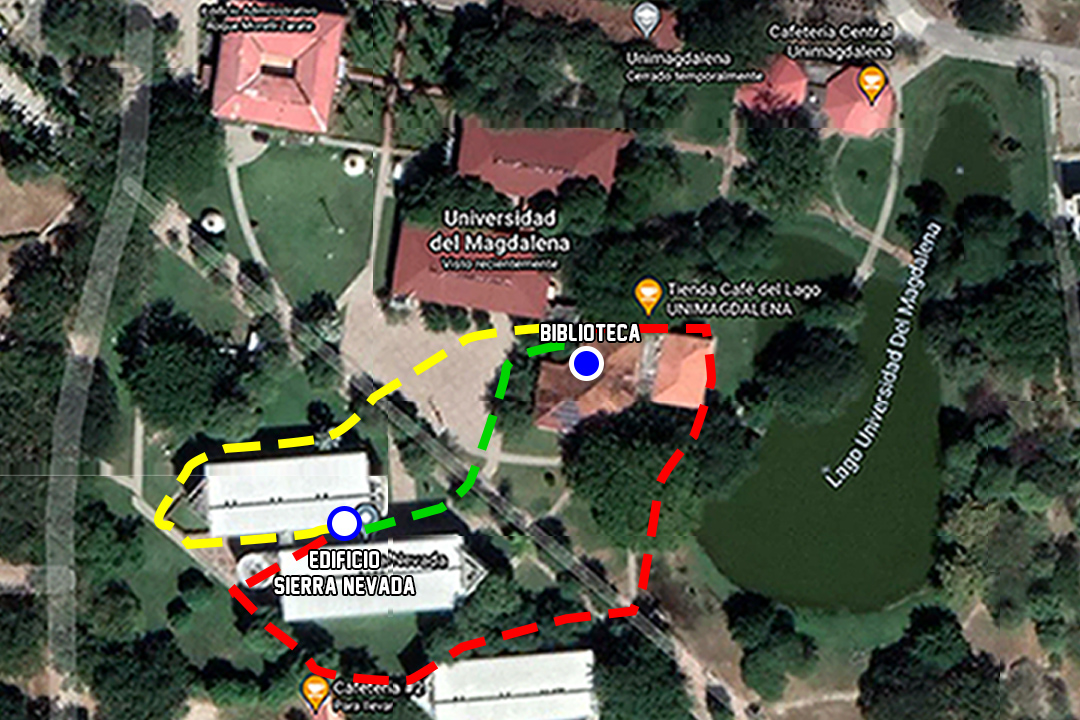 Unimagdalena
Cerrado temporalmente
Cafetería Central
Unimagdalena
Universidad
del Magdalena
Visto recientemente
Tienda Café del Lago
UNIMAGDALENA
BIBLIOTECA
Lago Universidad Del Magdalena
EDIFICIO
Nevada
SIERRA NEVADA
Cafetería #2
Para llevar